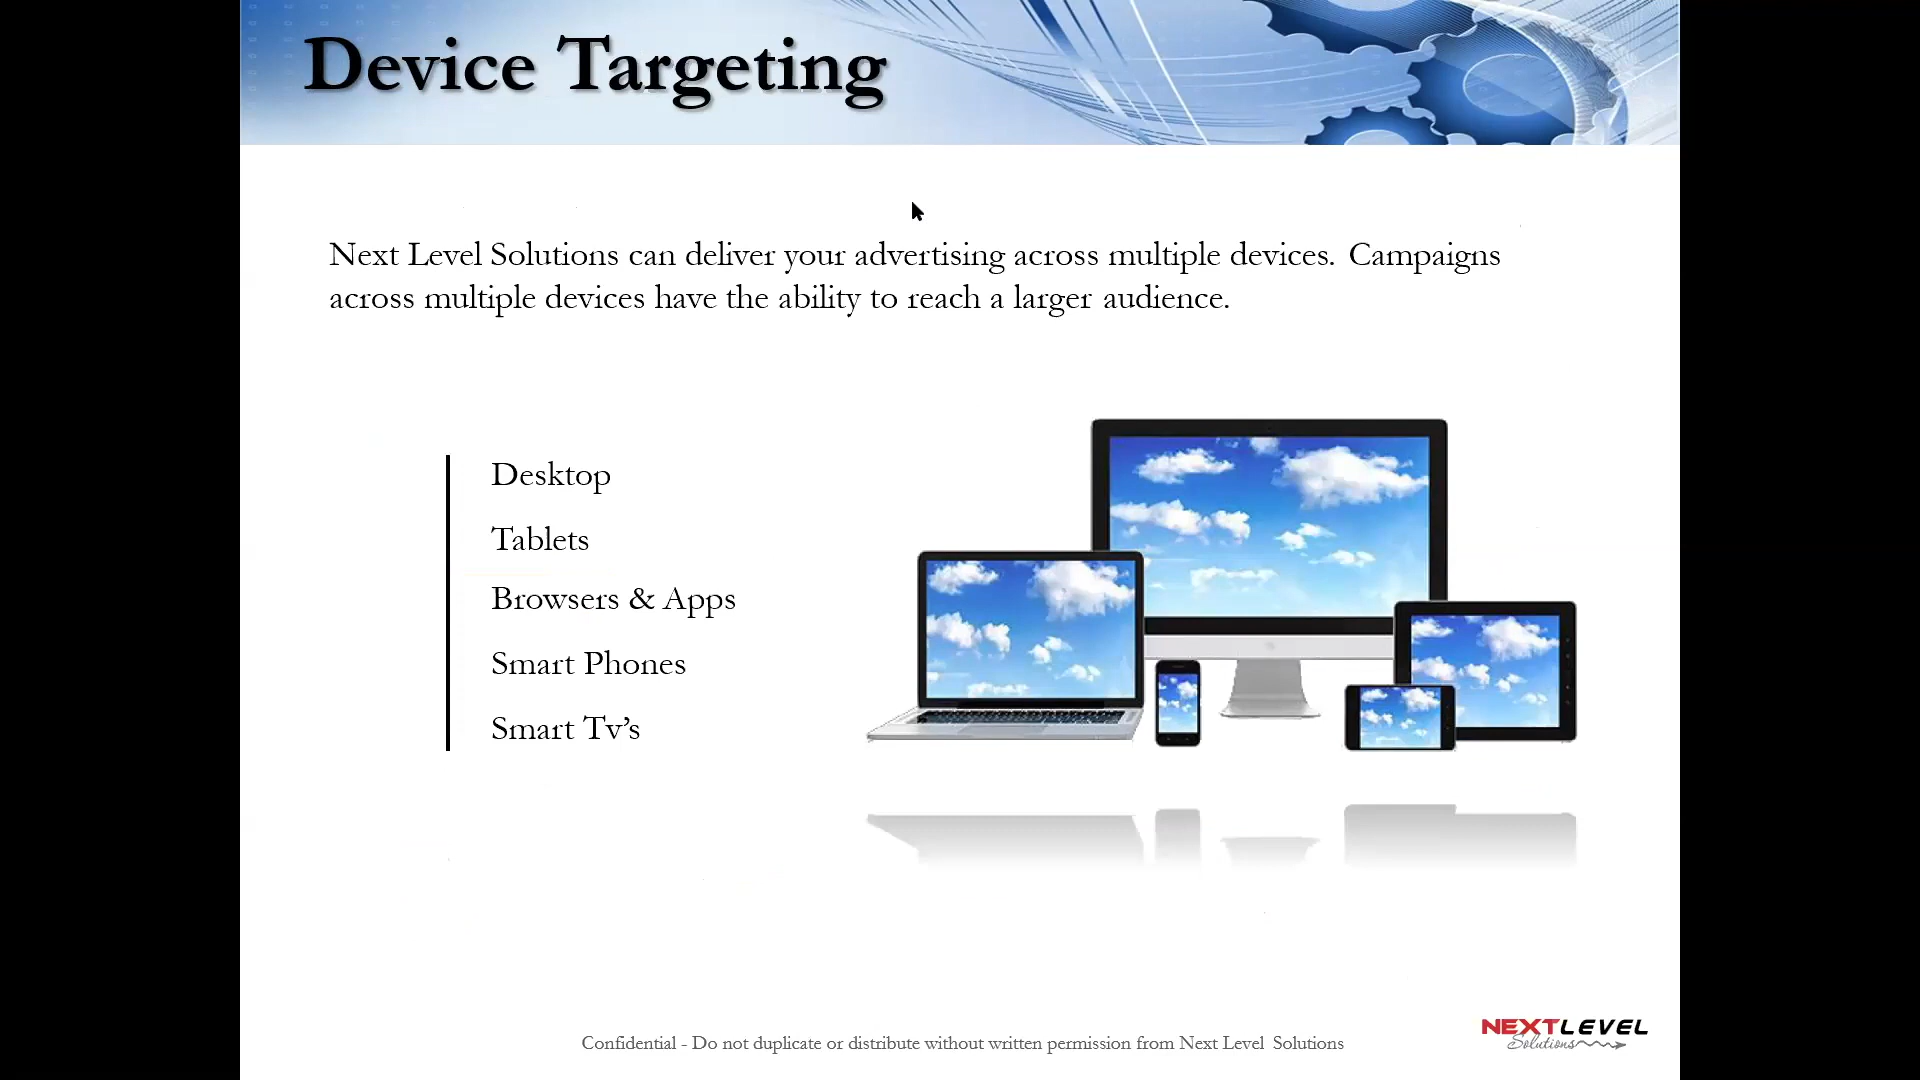 Device Targeting
Next Level Solutions can deliver your advertising across multiple devices. Campaigns
across multiple devices have the ability to reach a larger audience.
Desktop
Tablets
Browsers & Apps
Smart Phones
Smart Tv’s
Confidential - Do not duplicate or distribute without written permission from Next Level Solutions
NEXTLEVEL
Solutions